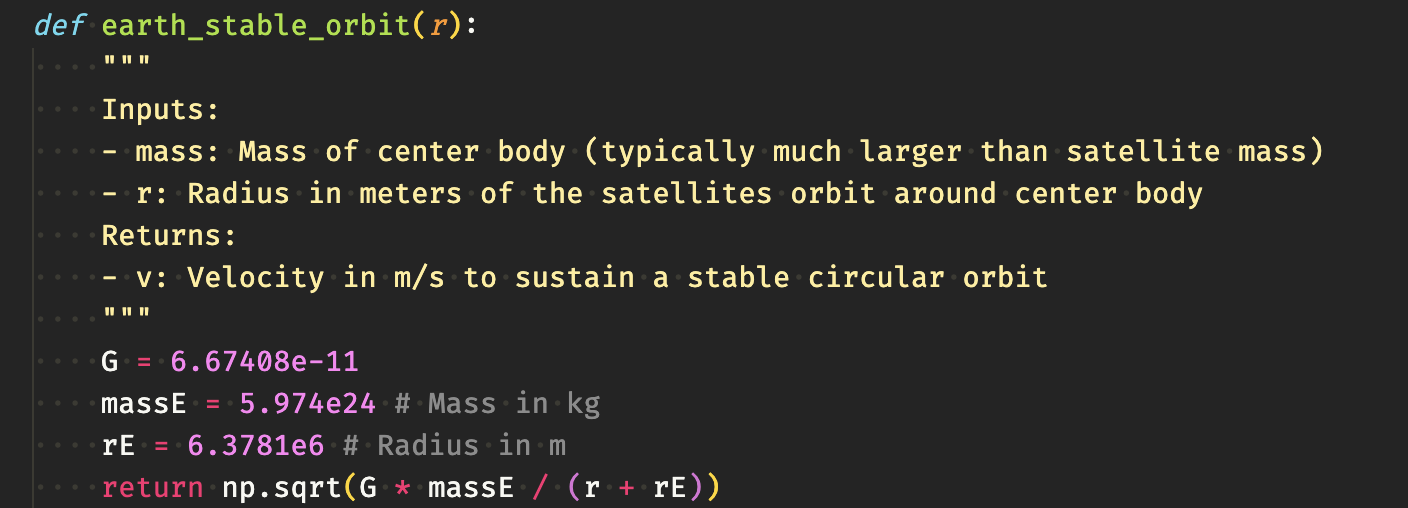 def earth_stable_orbit(r):
    """
    Inputs:
    - mass: Mass of center body (typically much larger than satellite mass)
    - r: Radius in meters of the satellites orbit around center body
    Returns:
    - v: Velocity in m/s to sustain a stable circular orbit
    """
    G = 6.67408e-11
    massE = 5.974e24 # Mass in kg
    rE = 6.3781e6 # Radius in m
    return np.sqrt(G * massE / (r + rE))